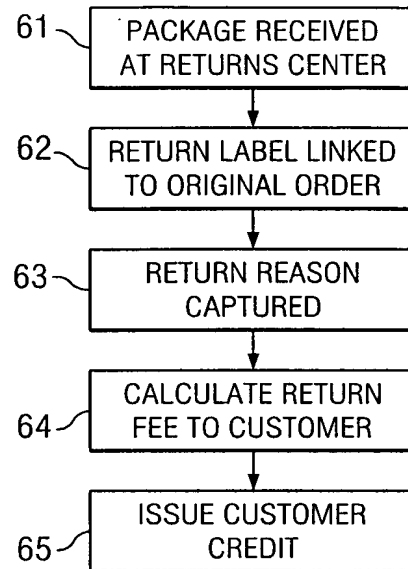 61
PACKAGE RECEIVED
AT RETURNS CENTER
62
RETURN LABEL LINKED
TO ORIGINAL ORDER
63
RETURN REASON
CAPTURED
64
CALCULATE RETURN
FEE TO CUSTOMER
65
ISSUE CUSTOMER
CREDIT